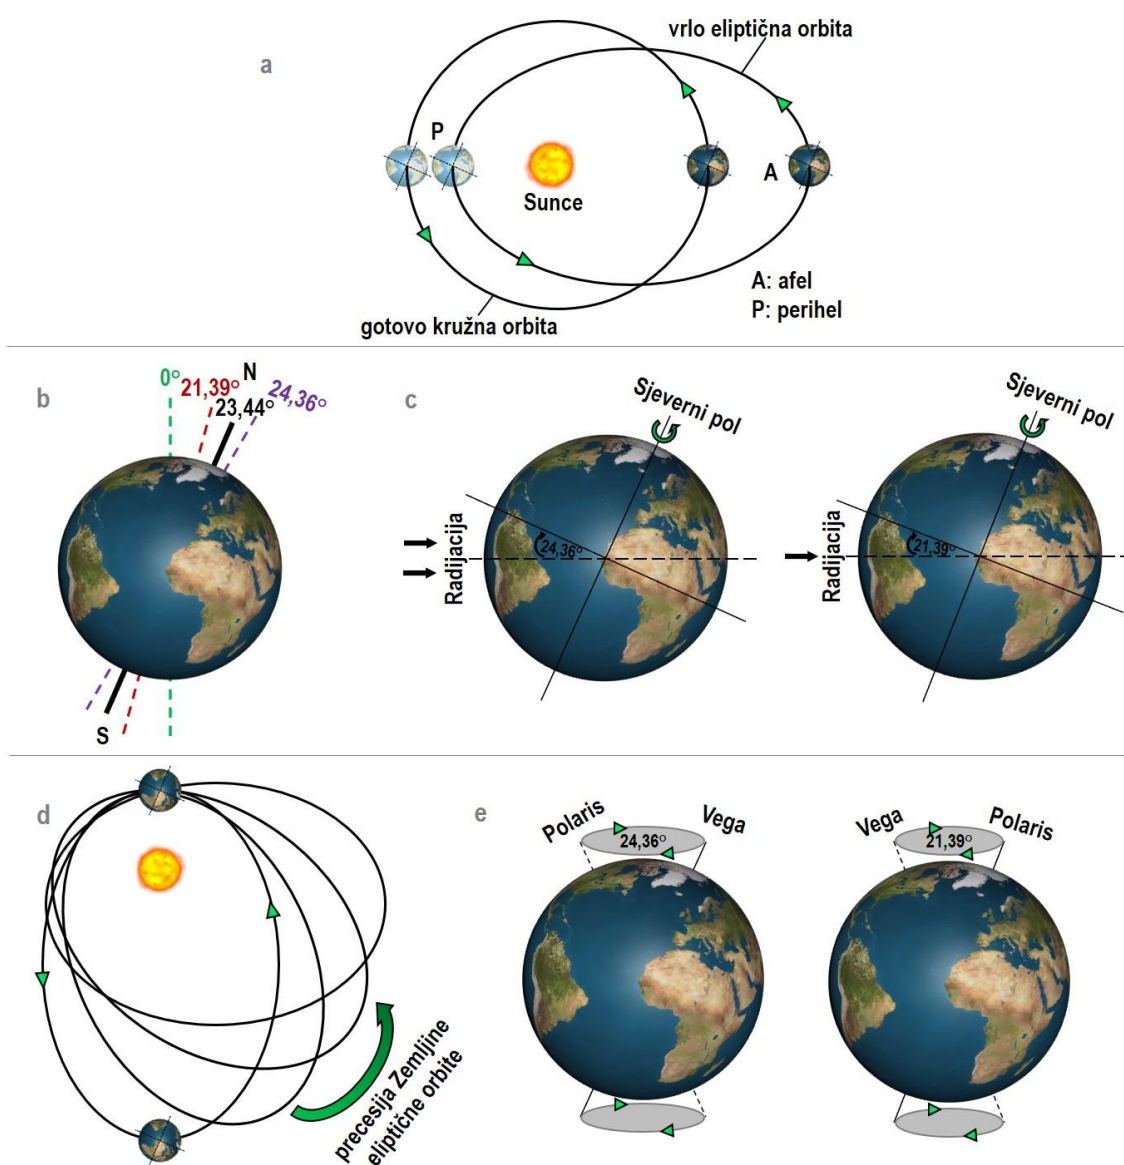 a
vrlo eliptična orbita
P
A
Sunce
A: afel
P: perihel
gotovo kružna orbita
b
0°
21,39°
N
23,44°
24,36°
S
c
Sjeverni pol
Radijacija
24,36°
Sjeverni pol
Radijacija
21,39°
d
precesija Zemljine
eliptične orbite
e
Polaris
Vega
24,36°
Vega
Polaris
21,39°